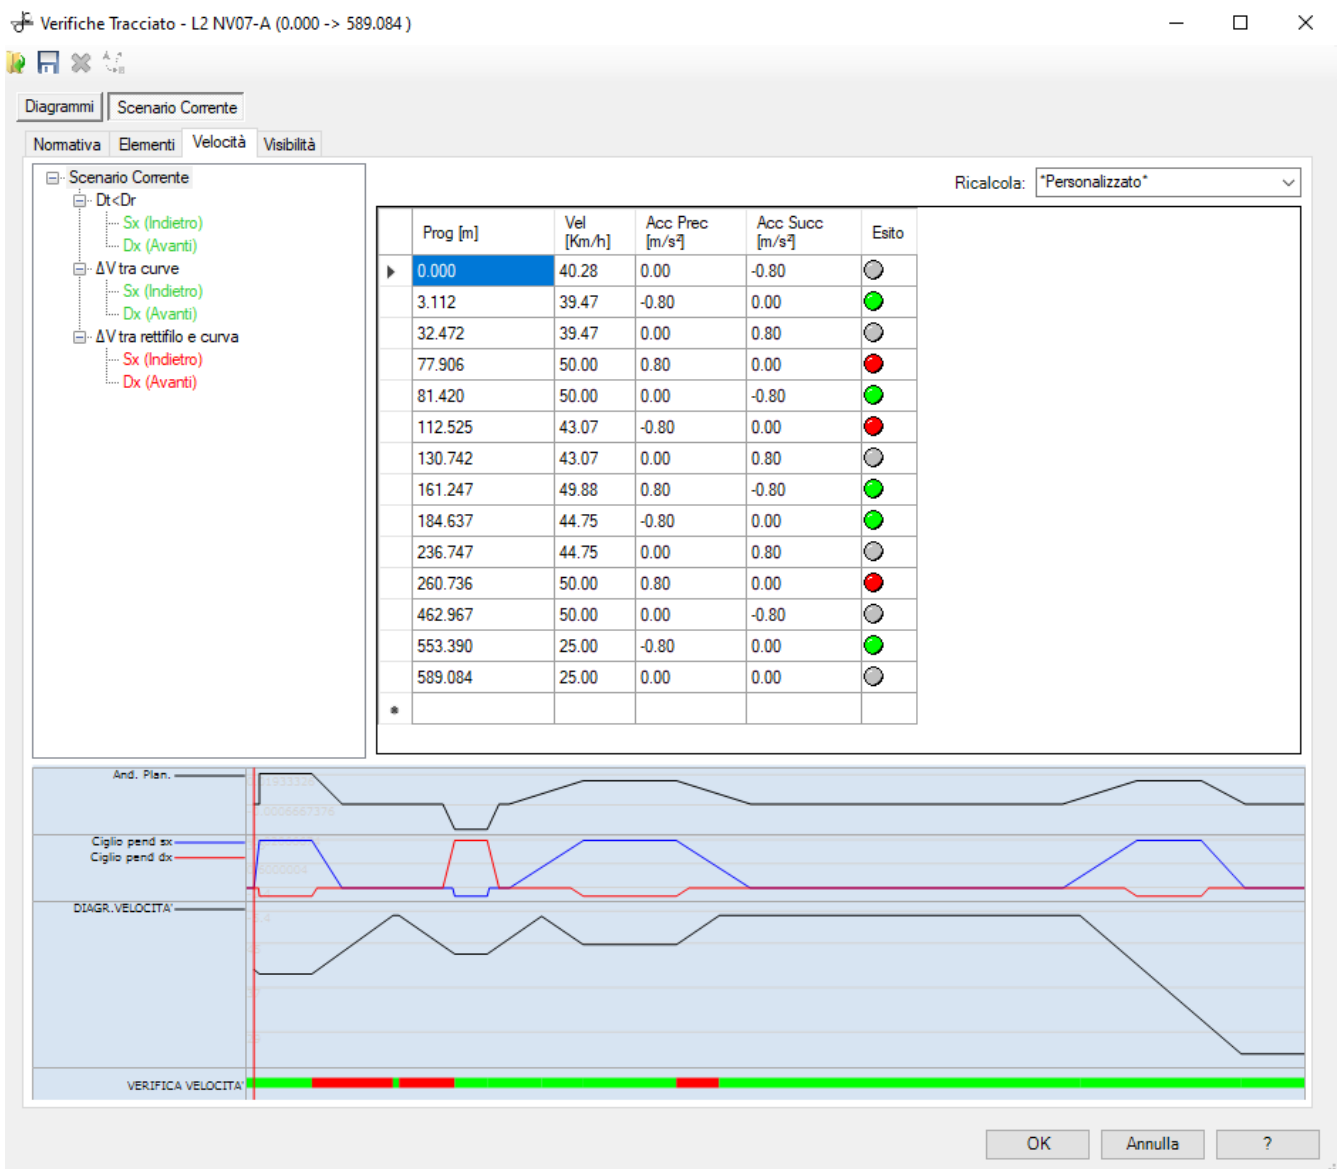 Verifiche Tracciato - L2 NV07-A (0.000 -> 589.084 )
Diagrammi Scenario Corrente
Normativa Elementi Velocità Visibilità
Scenario Corrente
Dt<Dr
Sx (Indietro)
Dx (Avanti)
ΔV tra curve
Sx (Indietro)
Dx (Avanti)
ΔV tra rettifilo e curva
Sx (Indietro)
Dx (Avanti)
Ricalcola: *Personalizzato*
Prog [m] Vel [Km/h] Acc Prec [m/s²] Acc Succ [m/s²] Esito
0.000 40.28 0.00 -0.80
3.112 39.47 -0.80 0.00
32.472 39.47 0.00 0.80
77.906 50.00 0.80 0.00
81.420 50.00 0.00 -0.80
112.525 43.07 -0.80 0.00
130.742 43.07 0.00 0.80
161.247 49.88 0.80 -0.80
184.637 44.75 -0.80 0.00
236.747 44.75 0.00 0.80
260.736 50.00 0.80 0.00
462.967 50.00 0.00 -0.80
553.390 25.00 -0.80 0.00
589.084 25.00 0.00 0.00
And. Plan.
Ciglio pend sx
Ciglio pend dx
DIAGR.VELOCITA'
VERIFICA VELOCITA'
OK Annulla ?